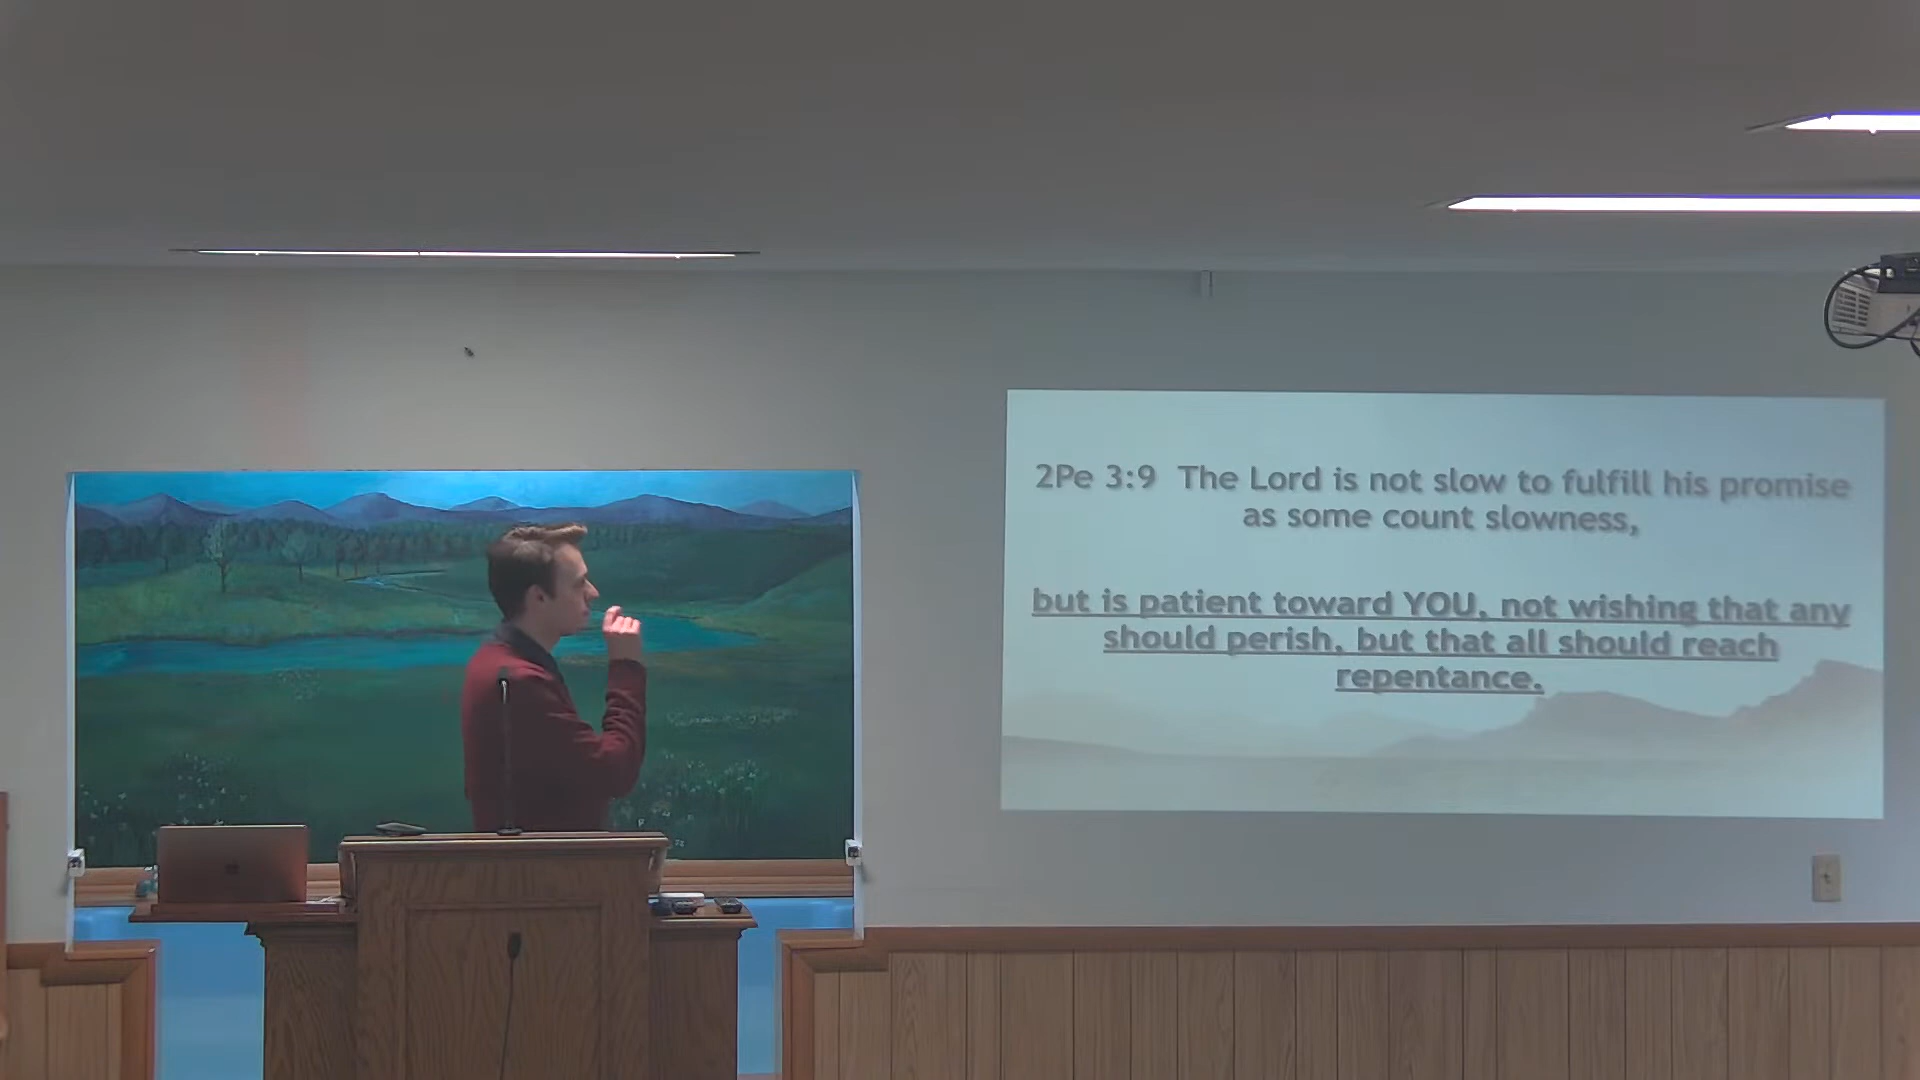 2Pe 3:9 The Lord is not slow to fulfill his promise
as some count slowness,
but is patient toward YOU, not wishing that any
should perish, but that all should reach
repentance.